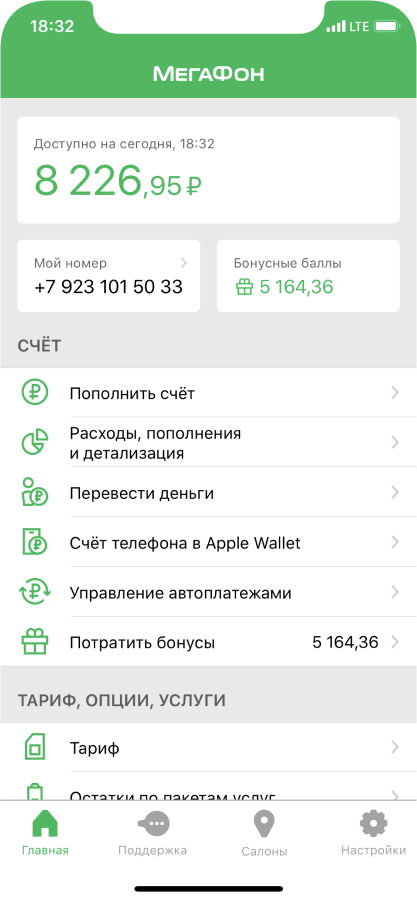 18:32 LTE
МЕГАФОН
Доступно на сегодня, 18:32
8 226,95 ₽
Мой номер
+7 923 101 50 33
Бонусные баллы
5 164,36
СЧЁТ
Пополнить счёт
Расходы, пополнения
и детализация
Перевести деньги
Счёт телефона в Apple Wallet
Управление автоплатежами
Потратить бонусы 5 164,36
ТАРИФ, ОПЦИИ, УСЛУГИ
Тариф
Остатки по пакетам услуг
Главная Поддержка Салоны Настройки